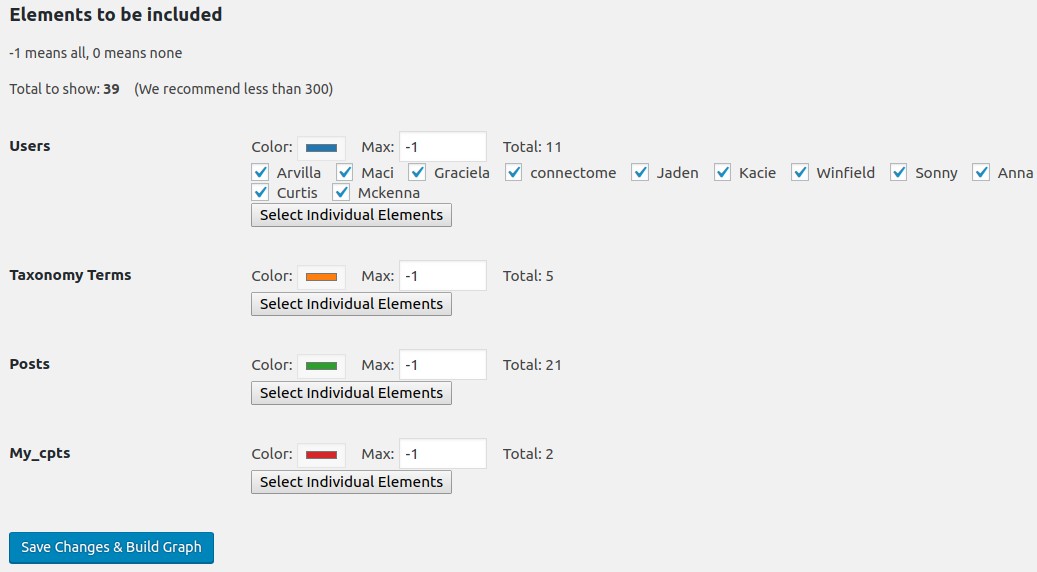 Elements to be included
-1 means all, 0 means none
Total to show: 39 (We recommend less than 300)
Users Color: Max: -1 Total: 11
Arvilla Maci Graciela connectome Jaden Kacie Winfield Sonny Anna
Curtis Mckenna
Select Individual Elements
Taxonomy Terms Color: Max: -1 Total: 5
Select Individual Elements
Posts Color: Max: -1 Total: 21
Select Individual Elements
My_cpts Color: Max: -1 Total: 2
Select Individual Elements
Save Changes & Build Graph